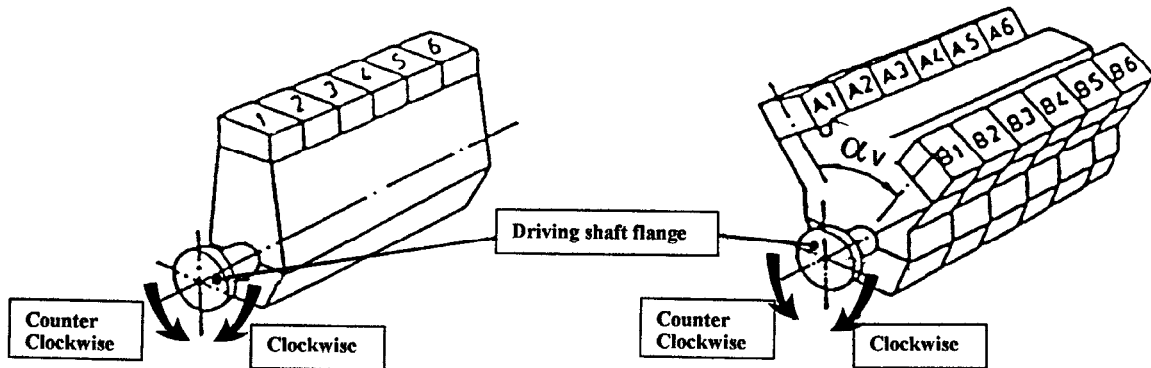 1 2 3 4 5 6
A1 A2 A3 A4 A5 A6
B1 B2 B3 B4 B5 B6
αv
Driving shaft flange
Counter
Clockwise
Clockwise
Counter
Clockwise
Clockwise